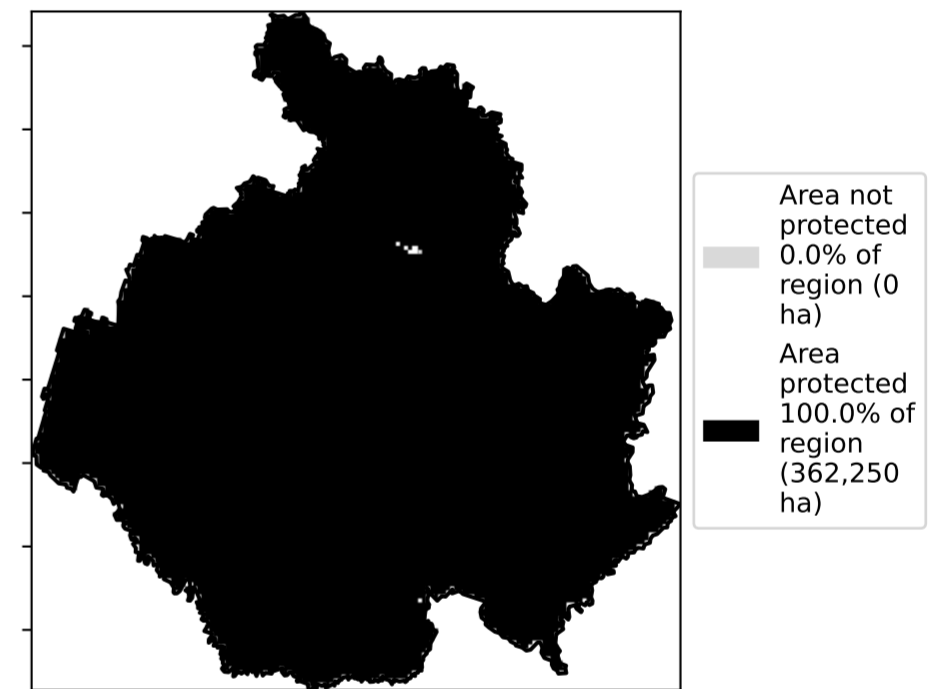 Area not
protected
0.0% of
region (0
ha)
Area
protected
100.0% of
region
(362,250
ha)